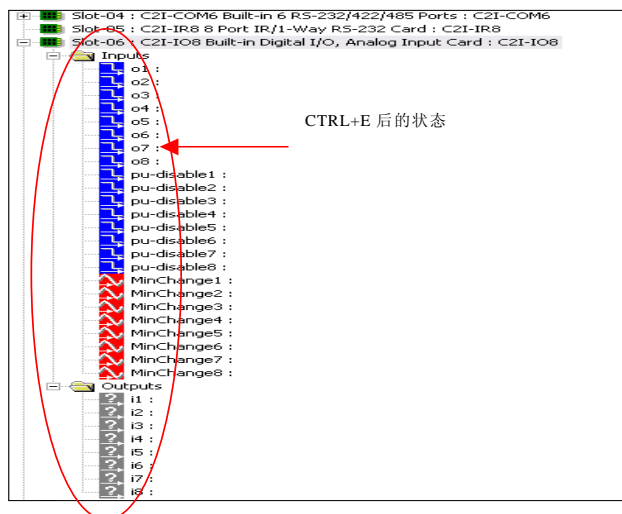 Slot-04 : C2I-COM6 Built-in 6 RS-232/422/485 Ports : C2I-COM6
Slot-05 : C2I-IR8 8 Port IR/1-Way RS-232 Card : C2I-IR8
Slot-06 : C2I-IO8 Built-in Digital I/O, Analog Input Card : C2I-IO8
Inputs
o1 :
o2 :
o3 :
o4 :
o5 :
CTRL+E 后的状态
o6 :
o7 :
o8 :
pu-disable1 :
pu-disable2 :
pu-disable3 :
pu-disable4 :
pu-disable5 :
pu-disable6 :
pu-disable7 :
pu-disable8 :
MinChange1 :
MinChange2 :
MinChange3 :
MinChange4 :
MinChange5 :
MinChange6 :
MinChange7 :
MinChange8 :
Outputs
i1 :
i2 :
i3 :
i4 :
i5 :
i6 :
i7 :
i8 :